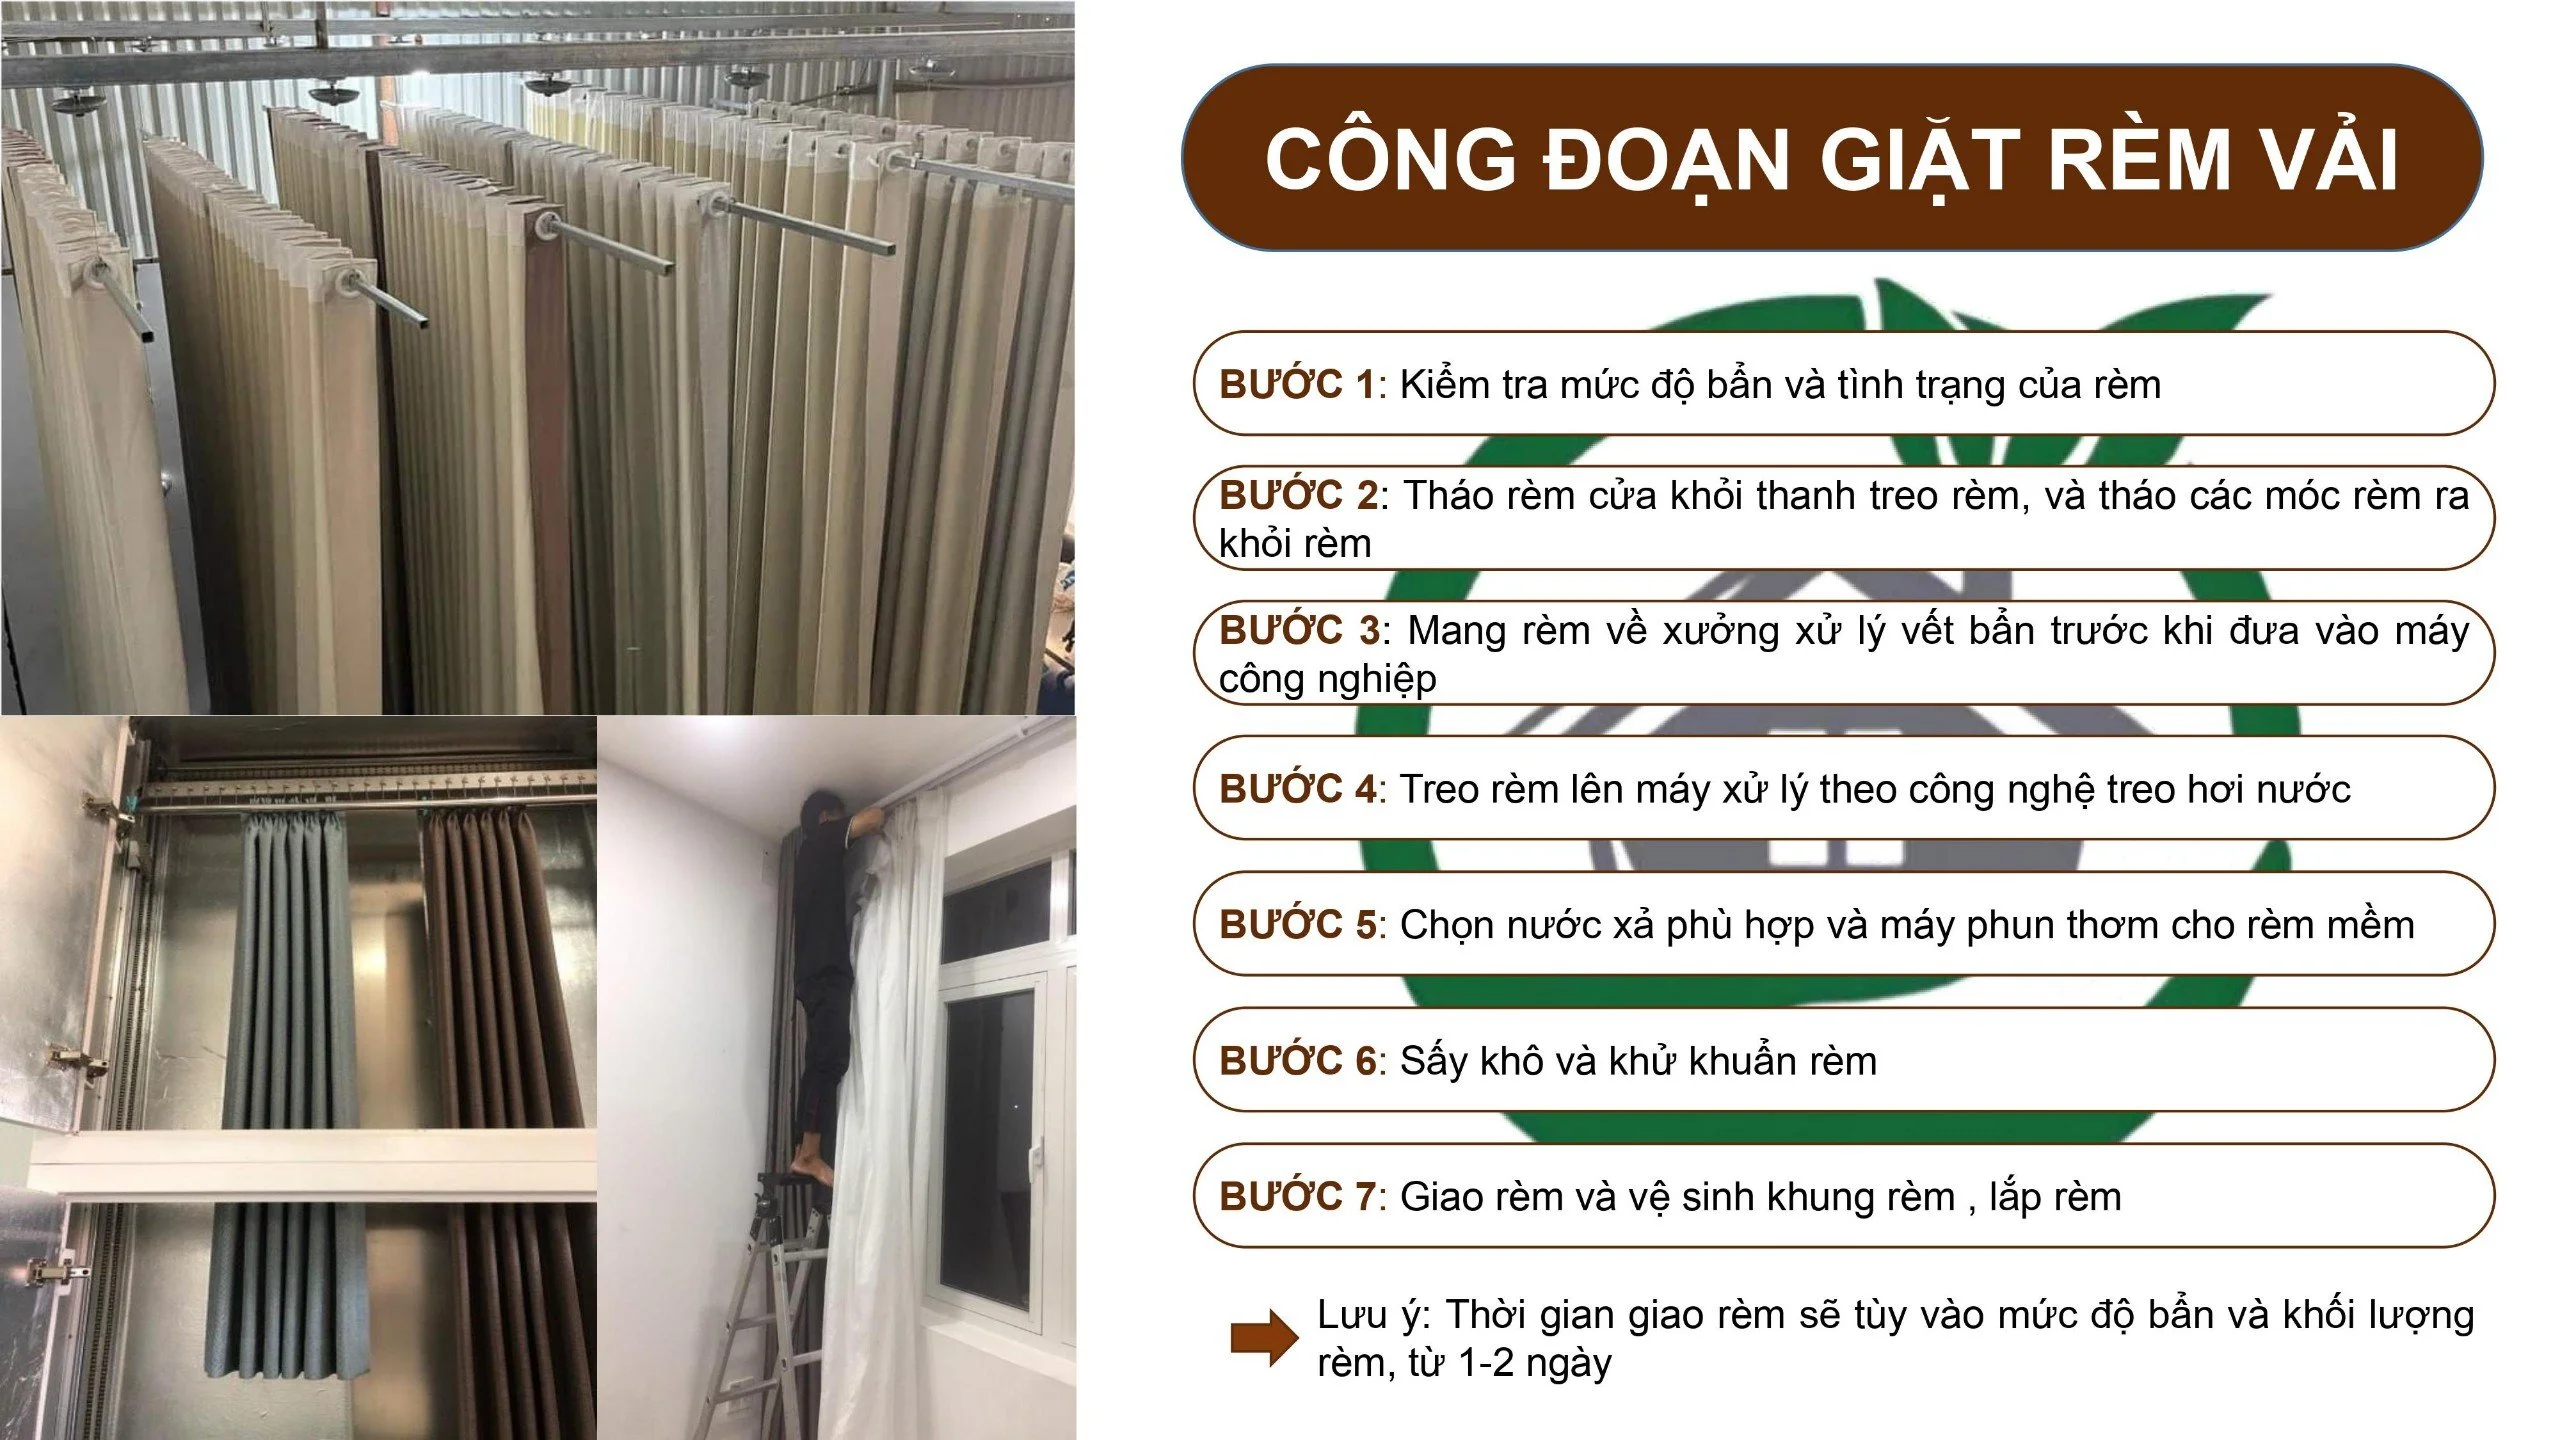 CÔNG ĐOẠN GIẶT RÈM VẢI
BƯỚC 1: Kiểm tra mức độ bẩn và tình trạng của rèm
BƯỚC 2: Tháo rèm cửa khỏi thanh treo rèm, và tháo các móc rèm ra
khỏi rèm
BƯỚC 3: Mang rèm về xưởng xử lý vết bẩn trước khi đưa vào máy
công nghiệp
BƯỚC 4: Treo rèm lên máy xử lý theo công nghệ treo hơi nước
BƯỚC 5: Chọn nước xả phù hợp và máy phun thơm cho rèm mềm
BƯỚC 6: Sấy khô và khử khuẩn rèm
BƯỚC 7: Giao rèm và vệ sinh khung rèm , lắp rèm
Lưu ý: Thời gian giao rèm sẽ tùy vào mức độ bẩn và khối lượng
rèm, từ 1-2 ngày